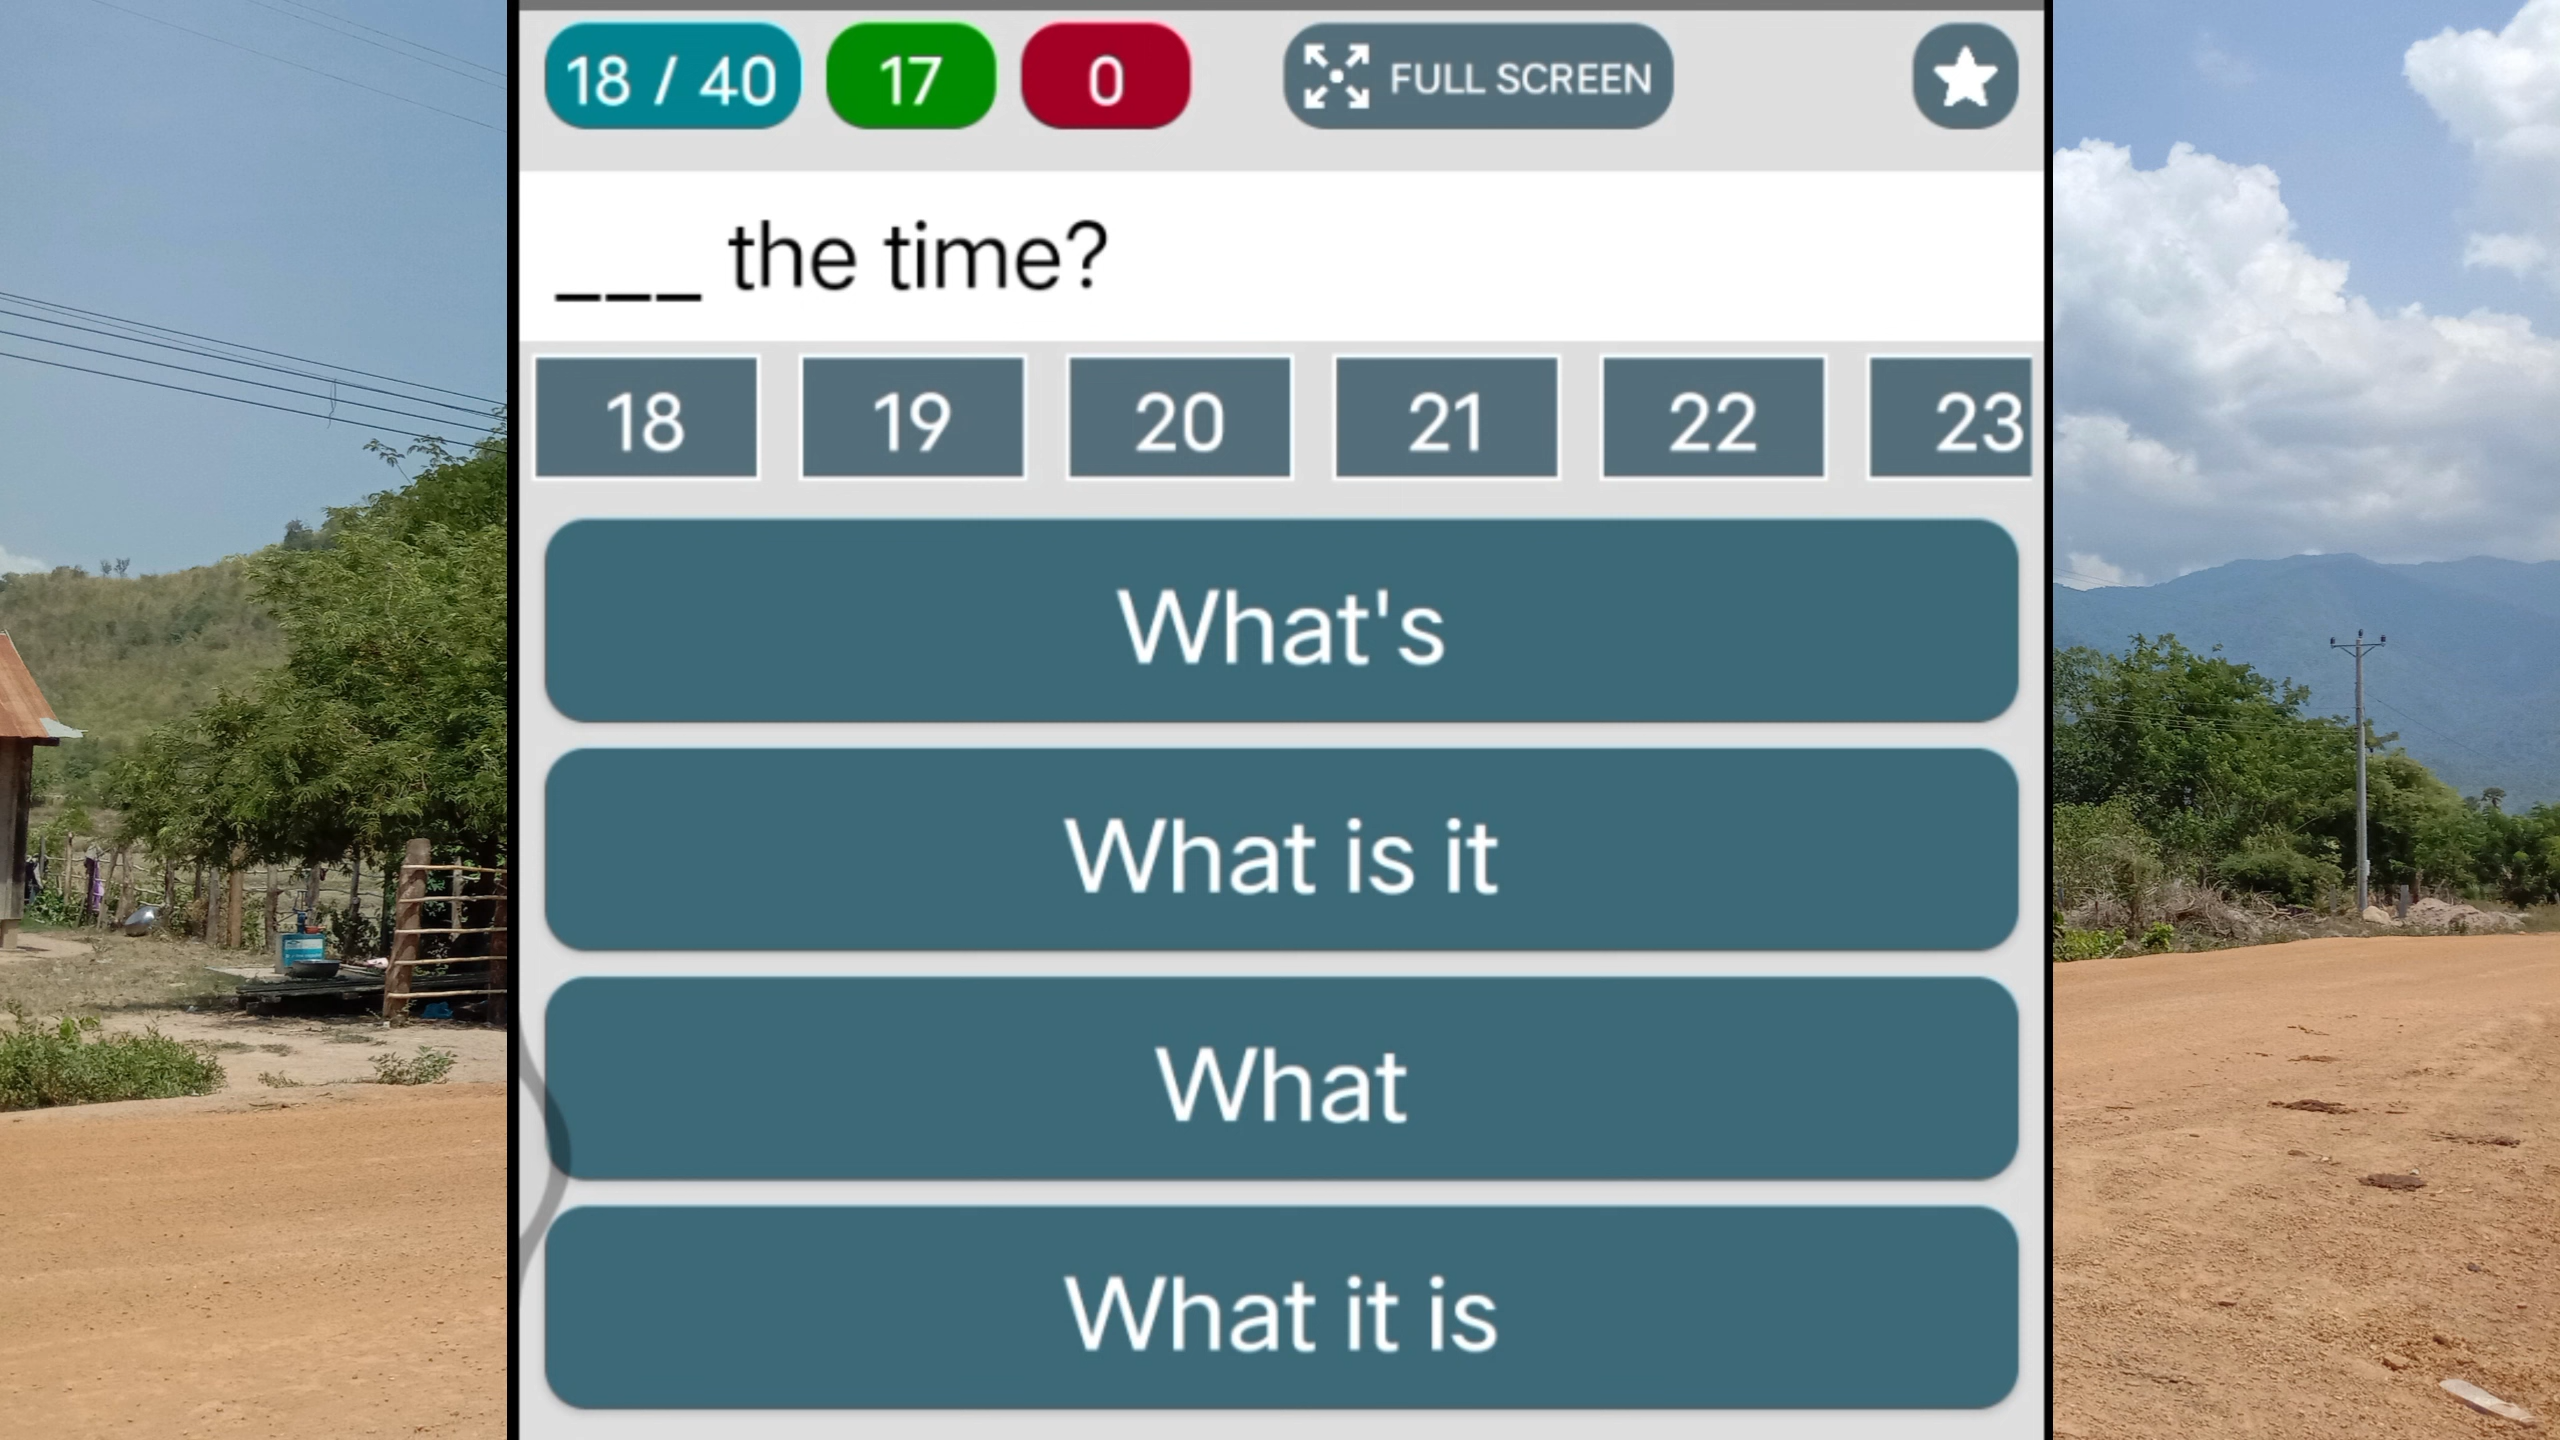 18 / 40 17 0 FULL SCREEN
___ the time?
18 19 20 21 22 23
What's
What is it
What
What it is